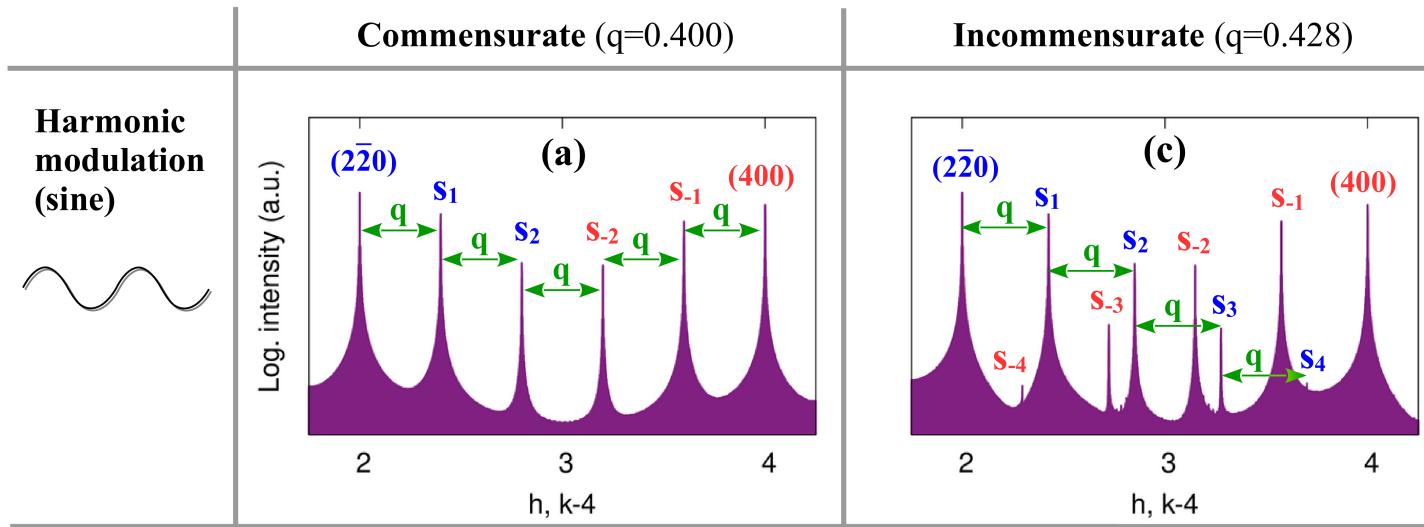 Commensurate (q=0.400)
Incommensurate (q=0.428)
Harmonic
modulation
(sine)
Log. intensity (a.u.)
(a)
(22̅0)
s₁
s₂
s₋₂
s₋₁
(400)
q
q
q
q
q
2
3
4
h, k-4
(c)
(22̅0)
s₁
s₂
s₋₂
s₋₁
(400)
s₋₃
s₃
s₋₄
s₄
q
q
q
q
2
3
4
h, k-4